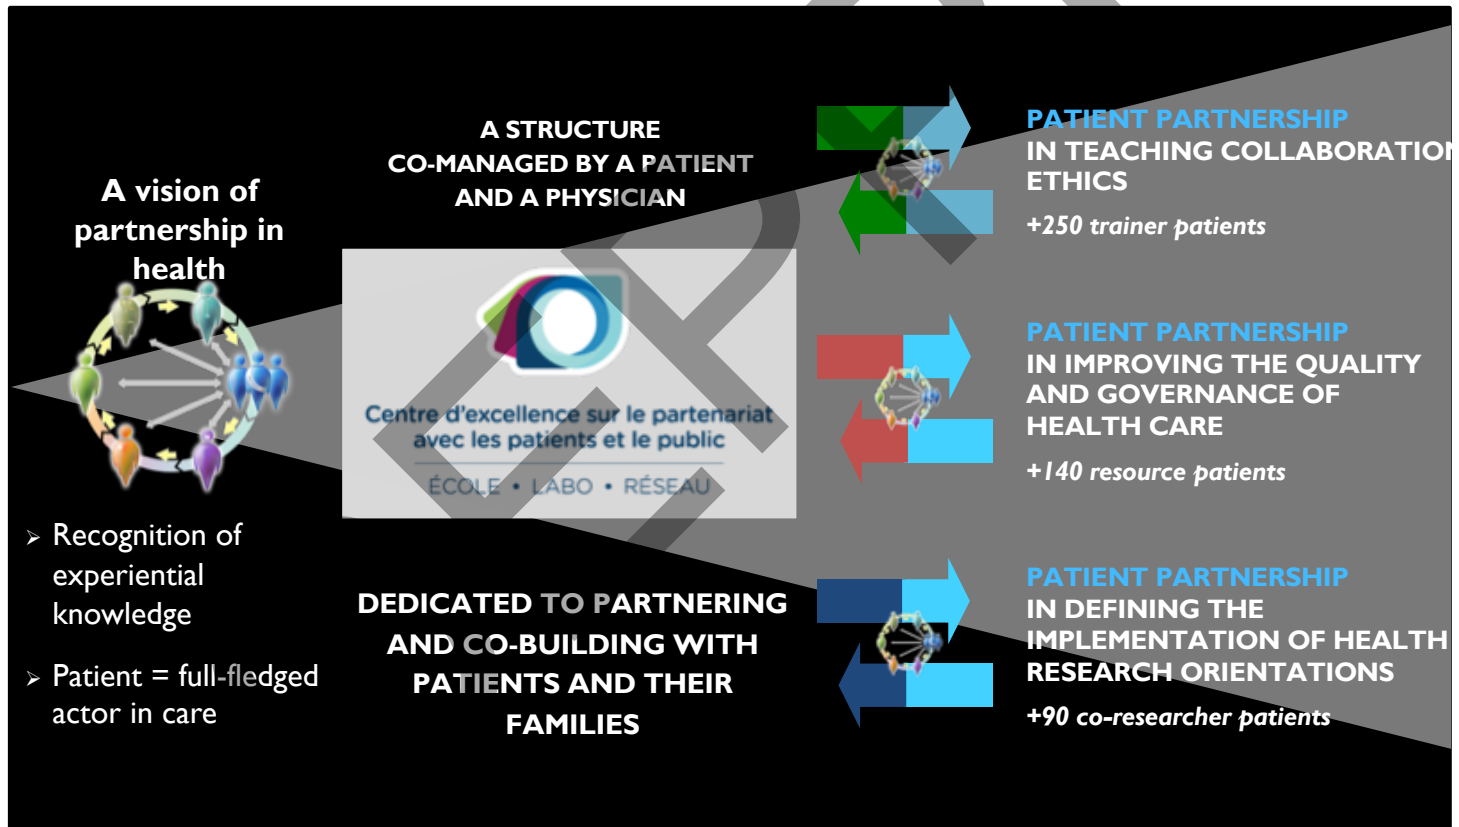 A vision of
partnership in
health
➢ Recognition of
experiential
knowledge
➢ Patient = full-fledged
actor in care
A STRUCTURE
CO-MANAGED BY A PATIENT
AND A PHYSICIAN
Centre d'excellence sur le partenariat
avec les patients et le public
ÉCOLE • LABO • RÉSEAU
DEDICATED TO PARTNERING
AND CO-BUILDING WITH
PATIENTS AND THEIR
FAMILIES
PATIENT PARTNERSHIP
IN TEACHING COLLABORATION
ETHICS
+250 trainer patients
PATIENT PARTNERSHIP
IN IMPROVING THE QUALITY
AND GOVERNANCE OF
HEALTH CARE
+140 resource patients
PATIENT PARTNERSHIP
IN DEFINING THE
IMPLEMENTATION OF HEALTH
RESEARCH ORIENTATIONS
+90 co-researcher patients